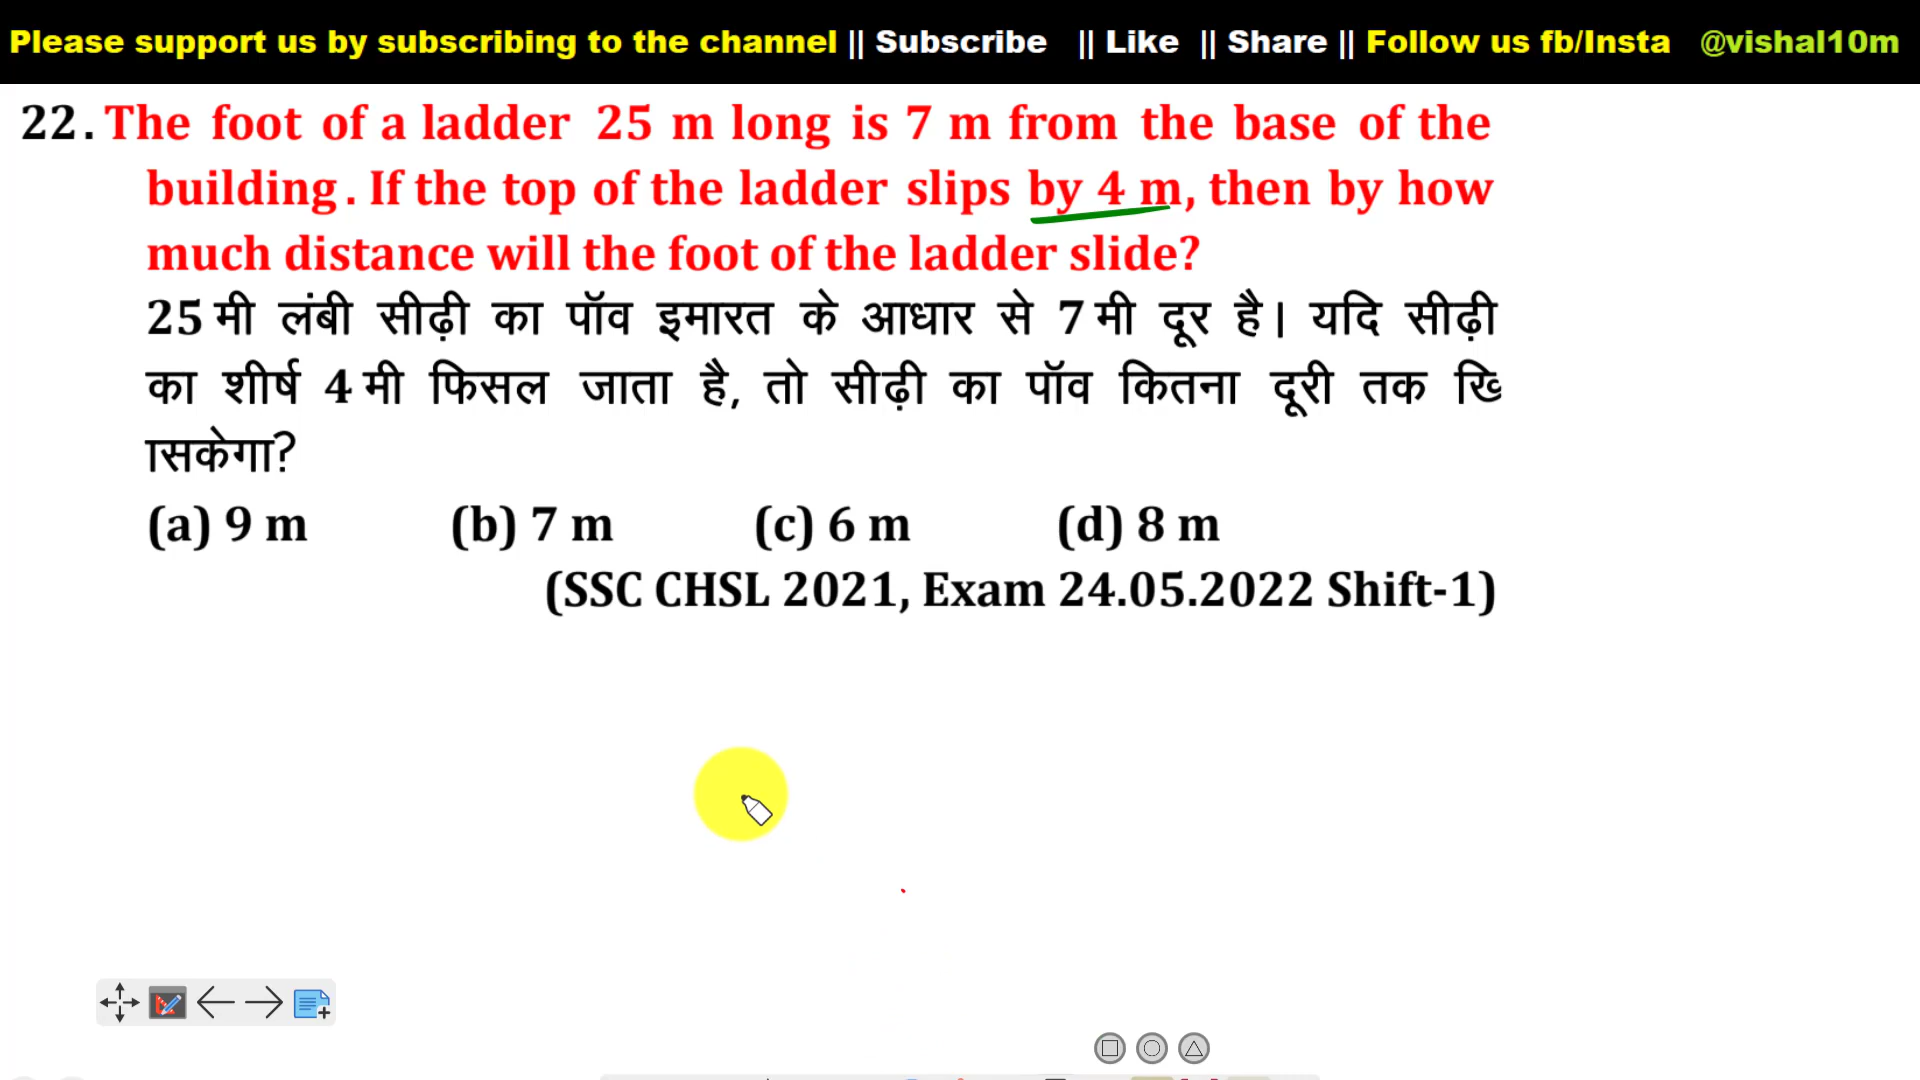 Please support us by subscribing to the channel || Subscribe || Like || Share || Follow us fb/Insta @vishal10m
22. The foot of a ladder 25 m long is 7 m from the base of the
building. If the top of the ladder slips by 4 m, then by how
much distance will the foot of the ladder slide?
25 मी लंबी सीढ़ी का पॉव इमारत के आधार से 7 मी दूर है। यदि सीढ़ी
का शीर्ष 4 मी फिसल जाता है, तो सीढ़ी का पॉव कितना दूरी तक खि
ासकेगा?
(a) 9 m (b) 7 m (c) 6 m (d) 8 m
(SSC CHSL 2021, Exam 24.05.2022 Shift-1)